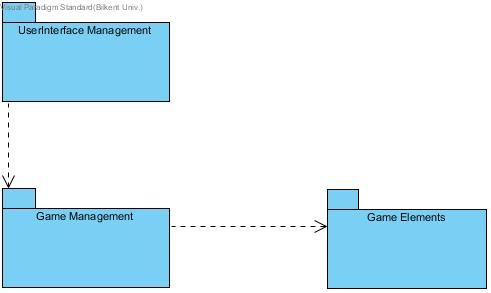 Visual Paradigm Standard(Bilkent Univ.)
UserInterface Management
Game Management
Game Elements